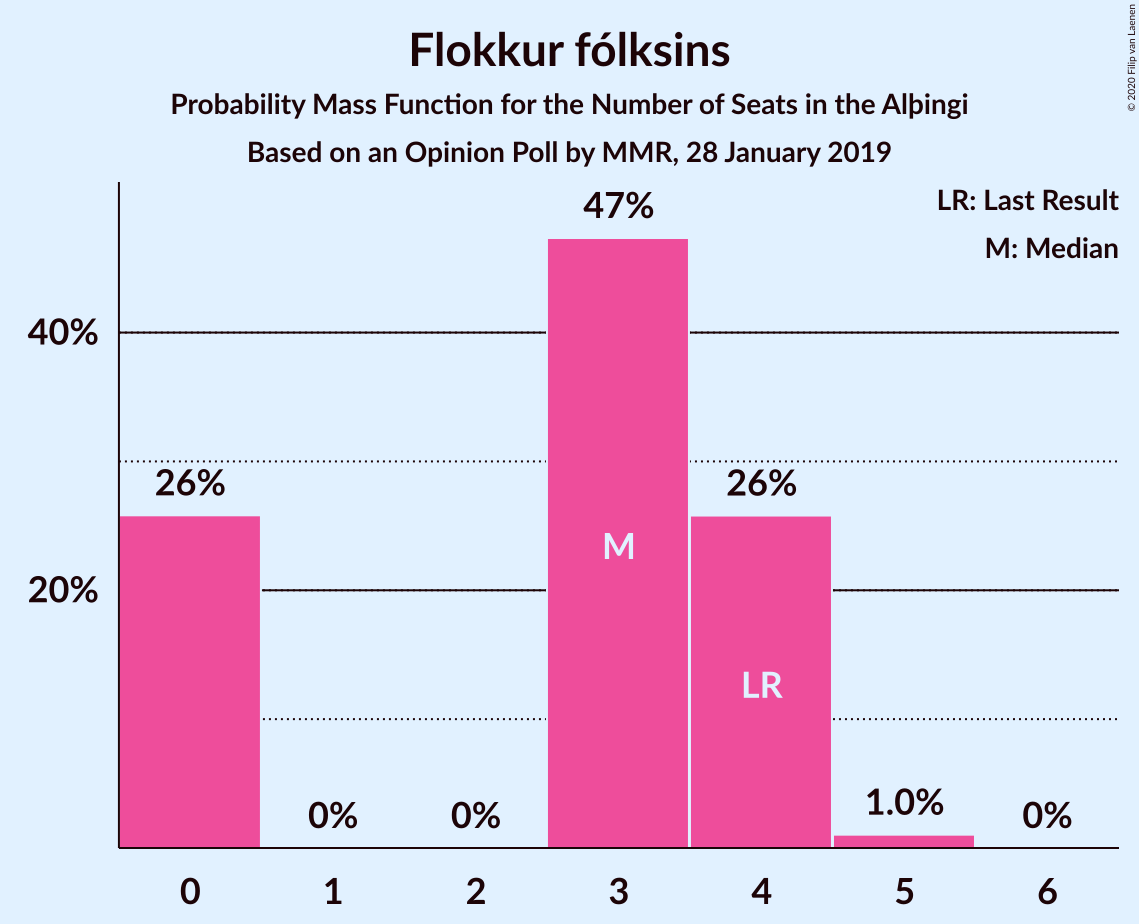 Flokkur fólksins
Probability Mass Function for the Number of Seats in the Alþingi
Based on an Opinion Poll by MMR, 28 January 2019
© 2020 Filip van Laenen
LR: Last Result
M: Median
47%
40%
26%
26%
M
20%
LR
0%
0%
1.0%
0%
0 1 2 3 4 5 6